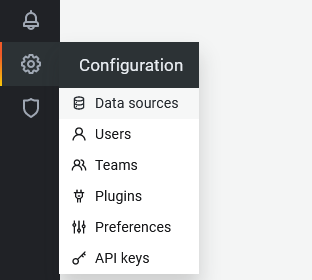 Configuration
Data sources
Users
Teams
Plugins
Preferences
API keys